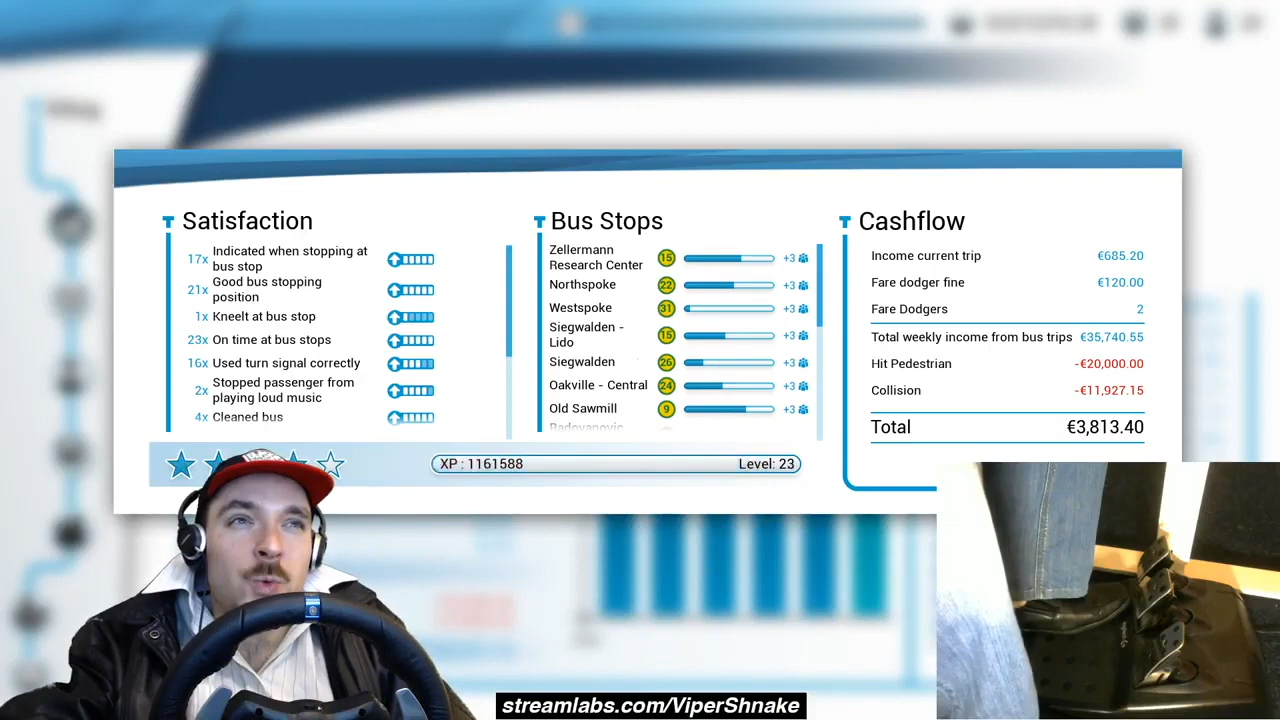 Satisfaction
17x Indicated when stopping at
bus stop
21x Good bus stopping
position
1x Kneelt at bus stop
23x On time at bus stops
16x Used turn signal correctly
2x Stopped passenger from
playing loud music
4x Cleaned bus
Bus Stops
Zellermann
Research Center 15 +3
Northspoke 22 +3
Westspoke 31 +3
Siegwalden -
Lido 15 +3
Siegwalden 26 +3
Oakville - Central 24 +3
Old Sawmill 9 +3
Radovanovic
Cashflow
Income current trip €685.20
Fare dodger fine €120.00
Fare Dodgers 2
Total weekly income from bus trips €35,740.55
Hit Pedestrian -€20,000.00
Collision -€11,927.15
Total €3,813.40
XP : 1161588 Level: 23
streamlabs.com/ViperShnake